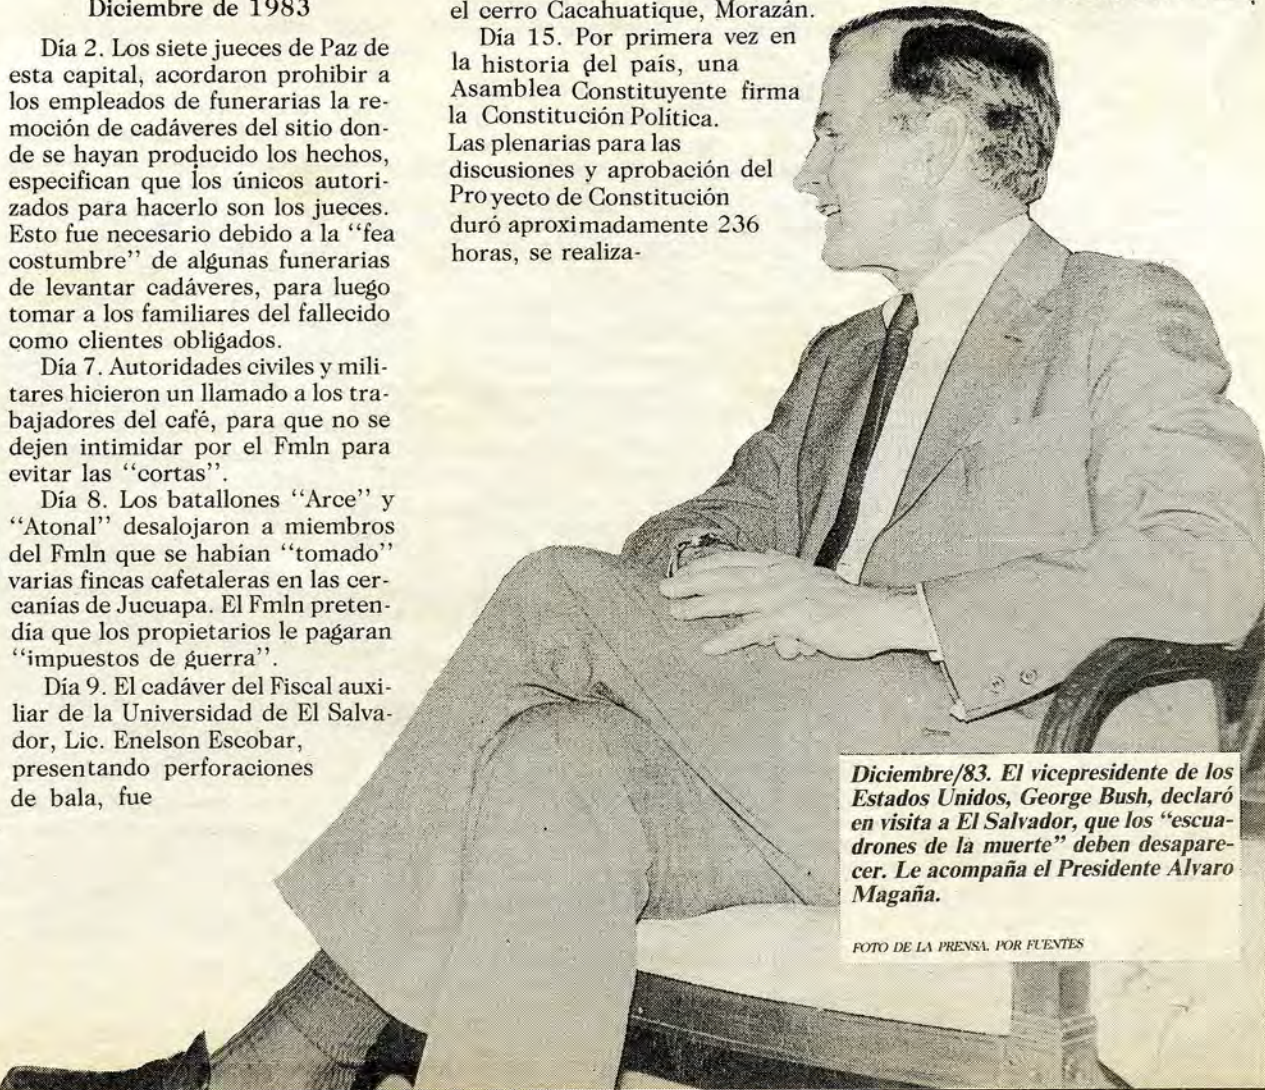 Diciembre de 1983
Día 2. Los siete jueces de Paz de
esta capital, acordaron prohibir a
los empleados de funerarias la re-
moción de cadáveres del sitio don-
de se hayan producido los hechos,
especifican que los únicos autori-
zados para hacerlo son los jueces.
Esto fue necesario debido a la “fea
costumbre” de algunas funerarias
de levantar cadáveres, para luego
tomar a los familiares del fallecido
como clientes obligados.
Día 7. Autoridades civiles y mili-
tares hicieron un llamado a los tra-
bajadores del café, para que no se
dejen intimidar por el Fmln para
evitar las “cortas”.
Día 8. Los batallones “Arce” y
“Atonal” desalojaron a miembros
del Fmln que se habían “tomado”
varias fincas cafetaleras en las cer-
canías de Jucuapa. El Fmln preten-
día que los propietarios le pagaran
“impuestos de guerra”.
Día 9. El cadáver del Fiscal auxi-
liar de la Universidad de El Salva-
dor, Lic. Enelson Escobar,
presentando perforaciones
de bala, fue
el cerro Cacahuatique, Morazán.
Día 15. Por primera vez en
la historia del país, una
Asamblea Constituyente firma
la Constitución Política.
Las plenarias para las
discusiones y aprobación del
Proyecto de Constitución
duró aproximadamente 236
horas, se realiza-
Diciembre/83. El vicepresidente de los
Estados Unidos, George Bush, declaró
en visita a El Salvador, que los “escua-
drones de la muerte” deben desapare-
cer. Le acompaña el Presidente Alvaro
Magaña.
FOTO DE LA PRENSA. POR FUENTES